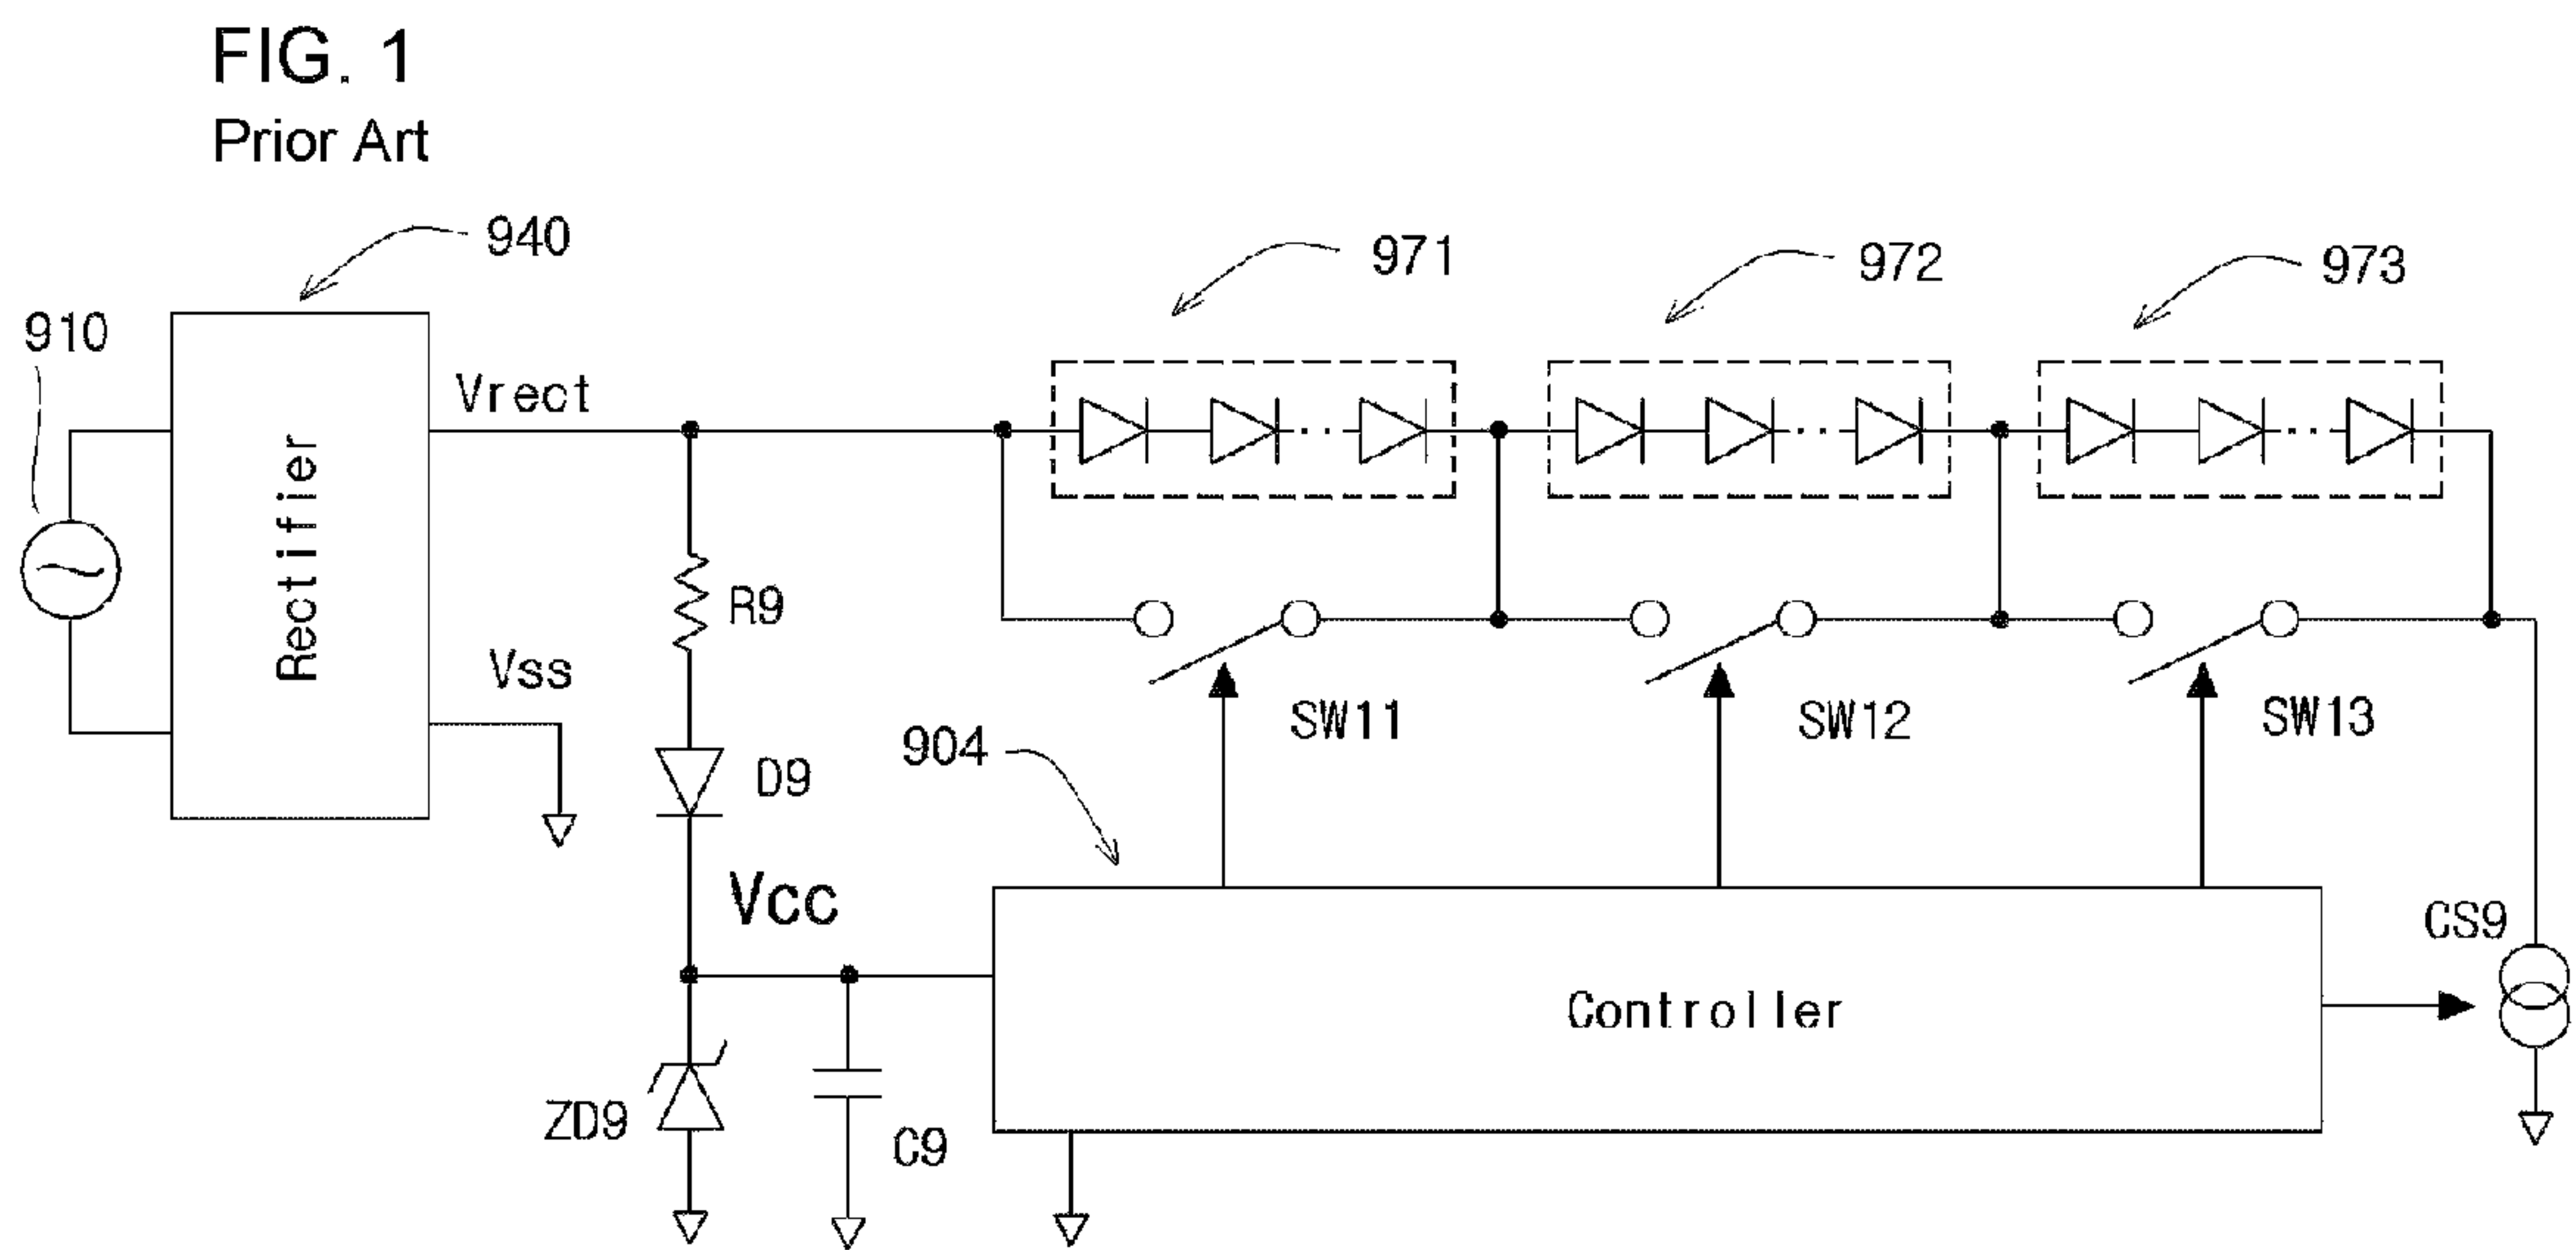 FIG. 1
Prior Art
940
971
972
973
910
Vrect
Rectifier
R9
Vss
SW11
SW12
SW13
904
D9
Vcc
CS9
Controller
ZD9
C9